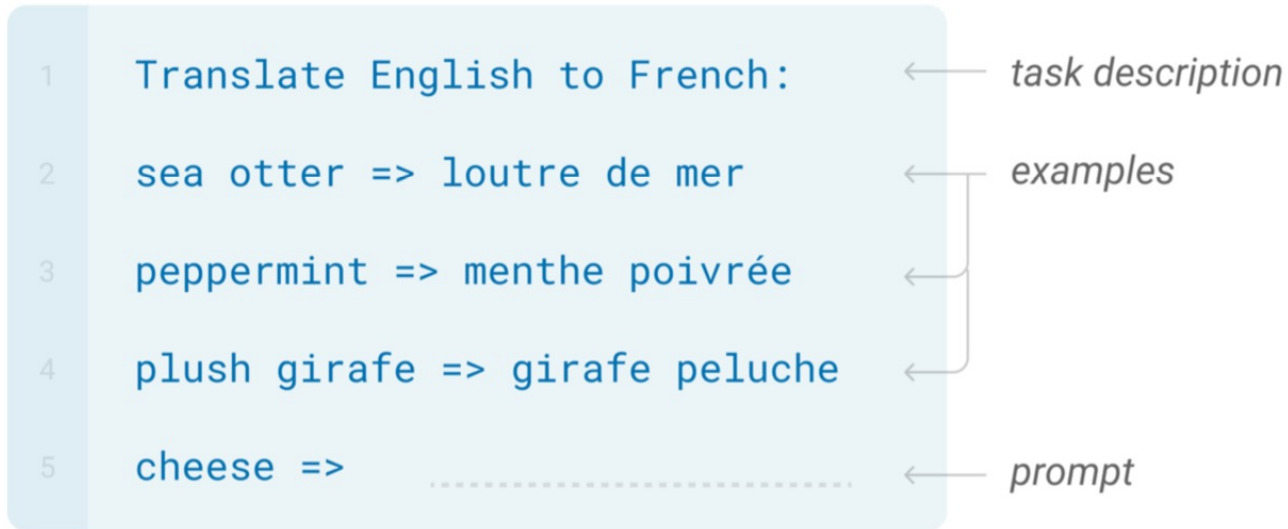 1 Translate English to French: task description
2 sea otter => loutre de mer examples
3 peppermint => menthe poivrée
4 plush girafe => girafe peluche
5 cheese => prompt